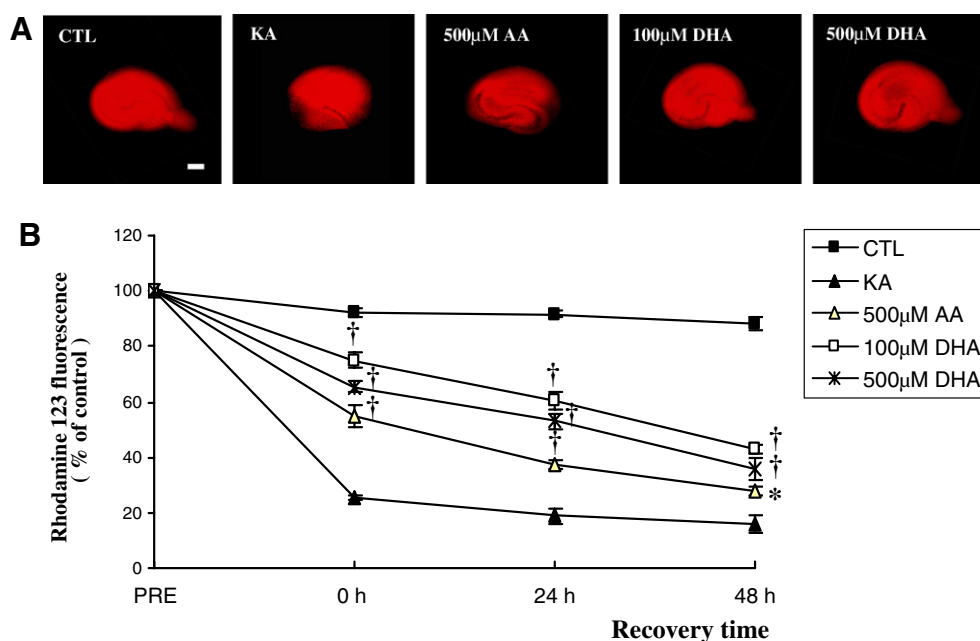 A
CTL
KA
500μM AA
100μM DHA
500μM DHA
B
Rhodamine 123 fluorescence
( % of control )
120
100
80
60
40
20
0
†
†
†
†
†
†
†
†
*
PRE
0 h
24 h
48 h
Recovery time
CTL
KA
500μM AA
100μM DHA
500μM DHA